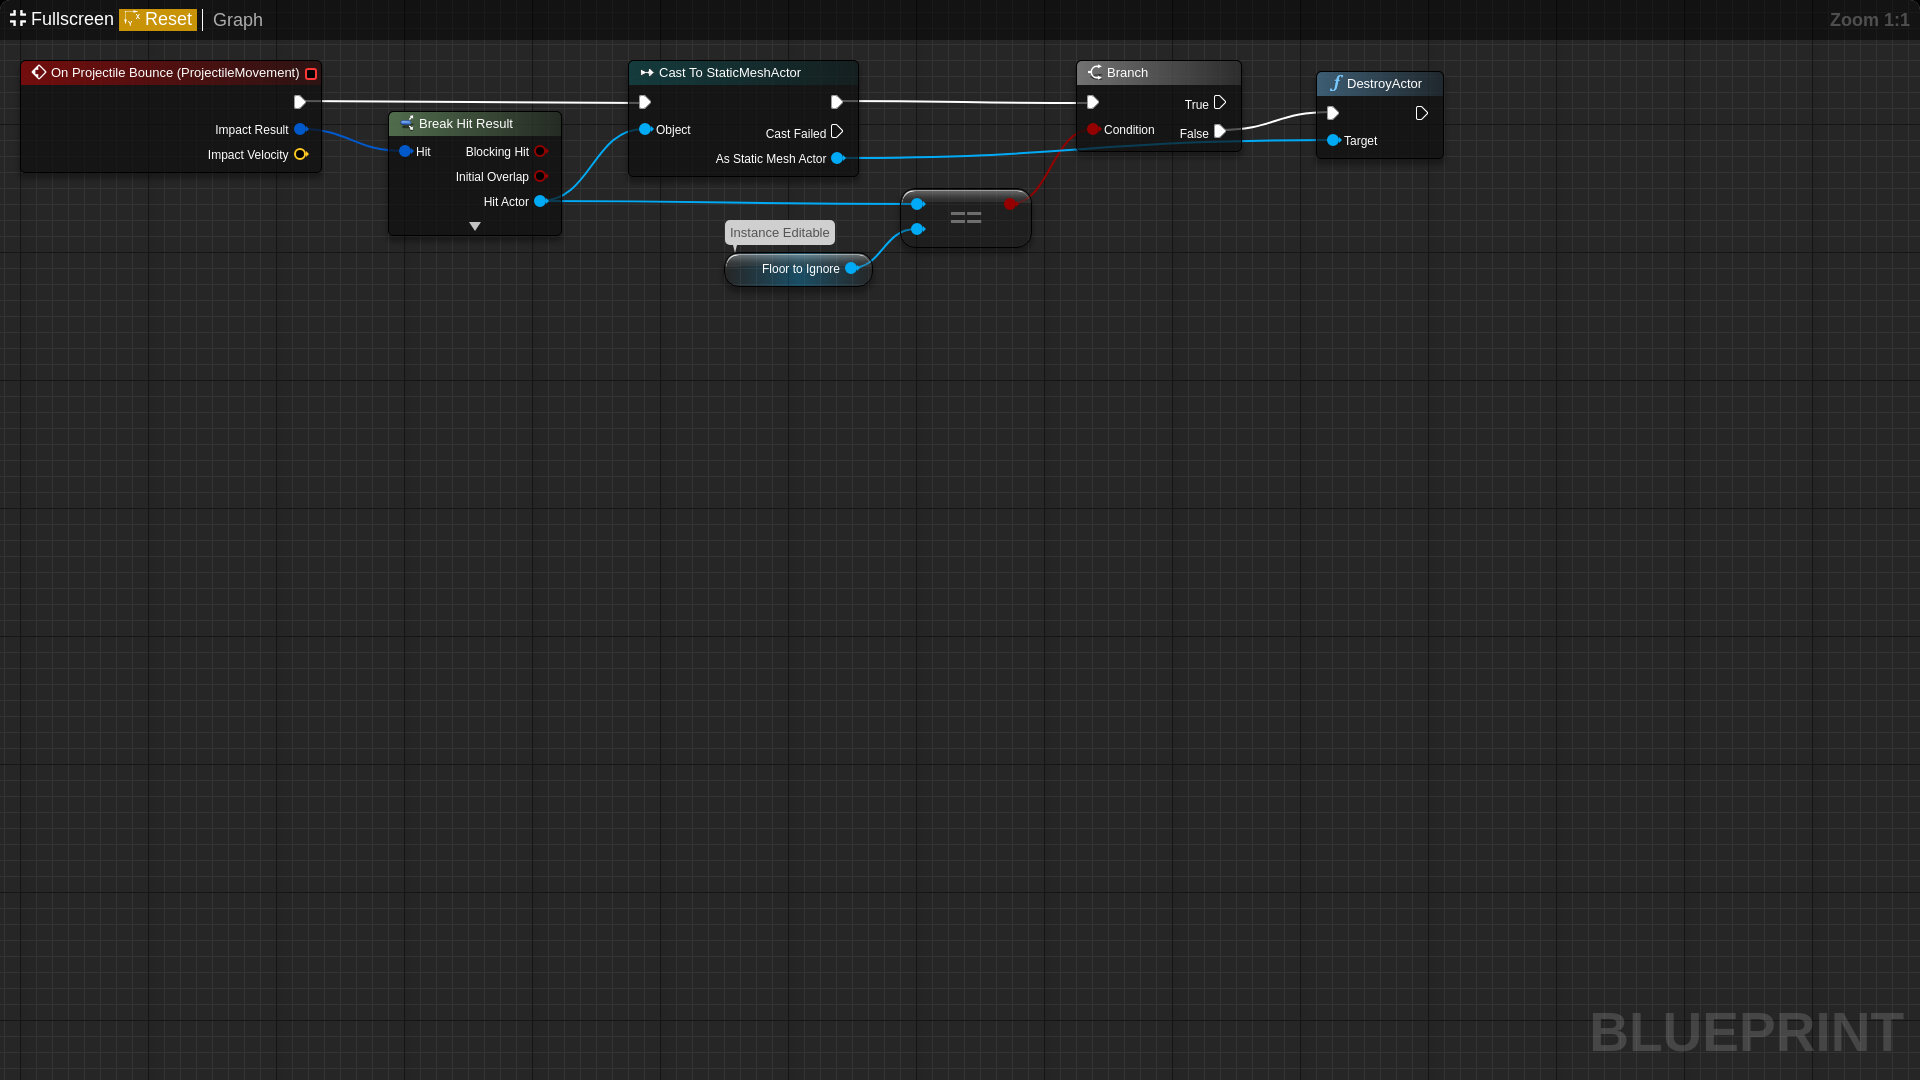 Fullscreen Reset Graph Zoom 1:1
On Projectile Bounce (ProjectileMovement)
Impact Result
Impact Velocity
Break Hit Result
Hit Blocking Hit
Initial Overlap
Hit Actor
Cast To StaticMeshActor
Object
Cast Failed
As Static Mesh Actor
Instance Editable
Floor to Ignore
==
Branch
True
Condition
False
DestroyActor
Target
BLUEPRINT